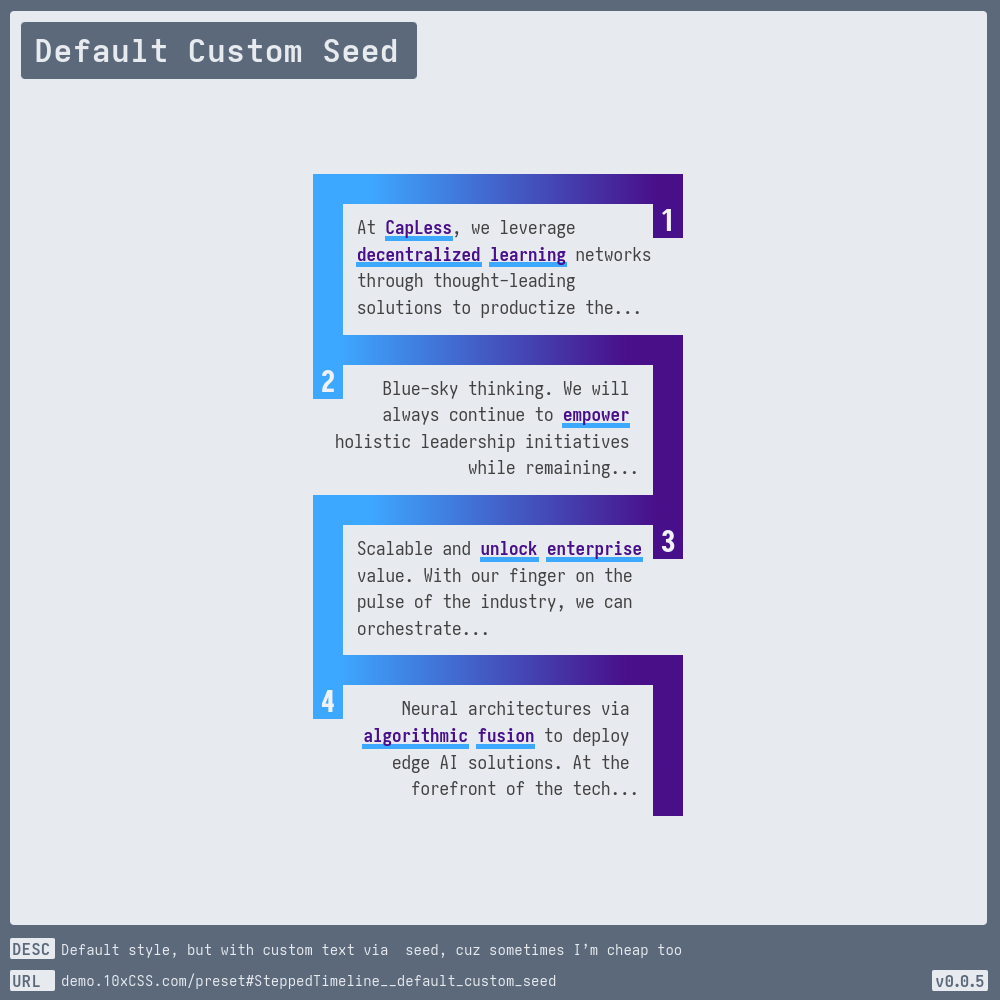 Default Custom Seed
1
At CapLess, we leverage
decentralized learning networks
through thought-leading
solutions to productize the...
2
Blue-sky thinking. We will
always continue to empower
holistic leadership initiatives
while remaining...
3
Scalable and unlock enterprise
value. With our finger on the
pulse of the industry, we can
orchestrate...
4
Neural architectures via
algorithmic fusion to deploy
edge AI solutions. At the
forefront of the tech...
DESC Default style, but with custom text via  seed, cuz sometimes I'm cheap too
URL demo.10xCSS.com/preset#SteppedTimeline__default_custom_seed
v0.0.5